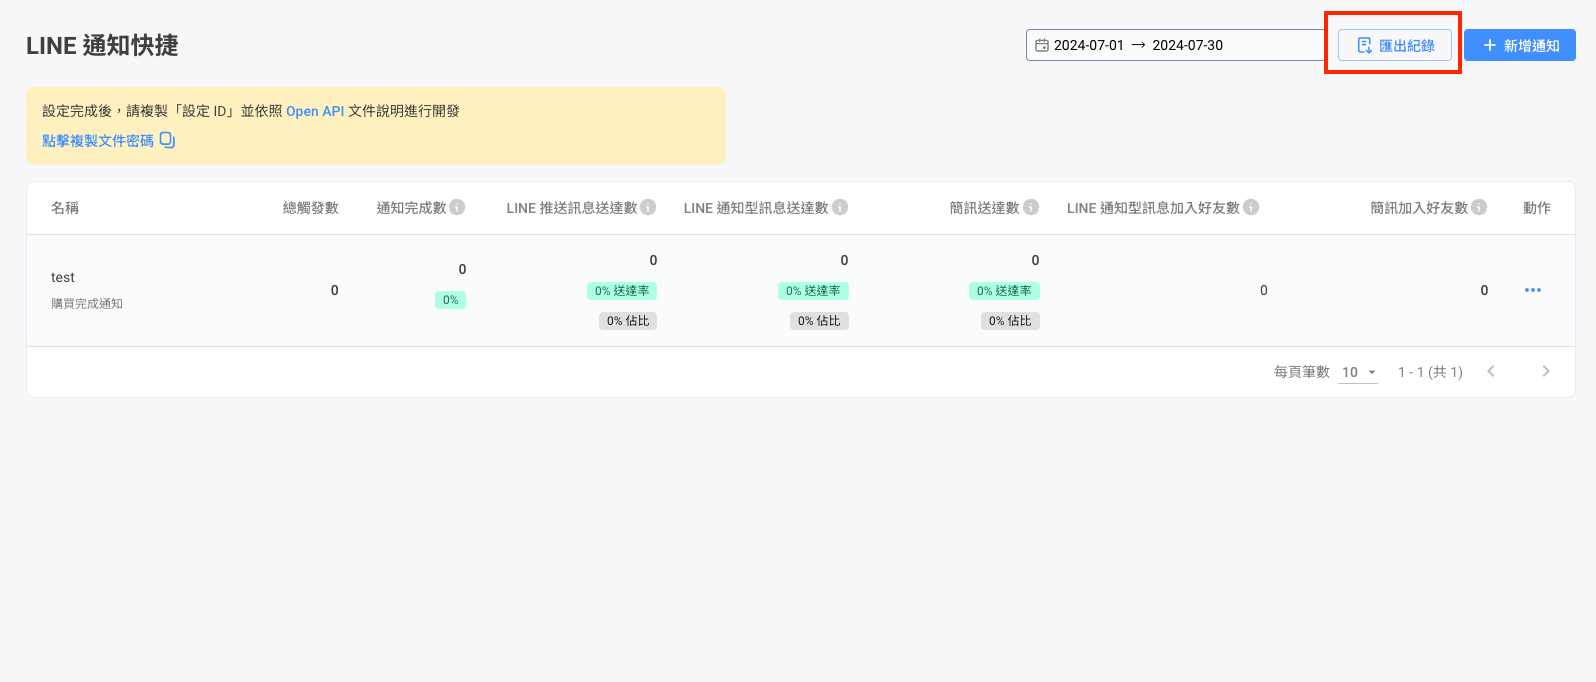 LINE 通知快捷
2024-07-01 → 2024-07-30
匯出紀錄
+ 新增通知
設定完成後，請複製「設定 ID」並依照 Open API 文件說明進行開發
點擊複製文件密碼
名稱 總觸發數 通知完成數 LINE 推送訊息送達數 LINE 通知型訊息送達數 簡訊送達數 LINE 通知型訊息加入好友數 簡訊加入好友數 動作
test
購買完成通知
0
0
0%
0
0% 送達率
0% 佔比
0
0% 送達率
0% 佔比
0
0% 送達率
0% 佔比
0
0
每頁筆數 10 1 - 1 (共 1)